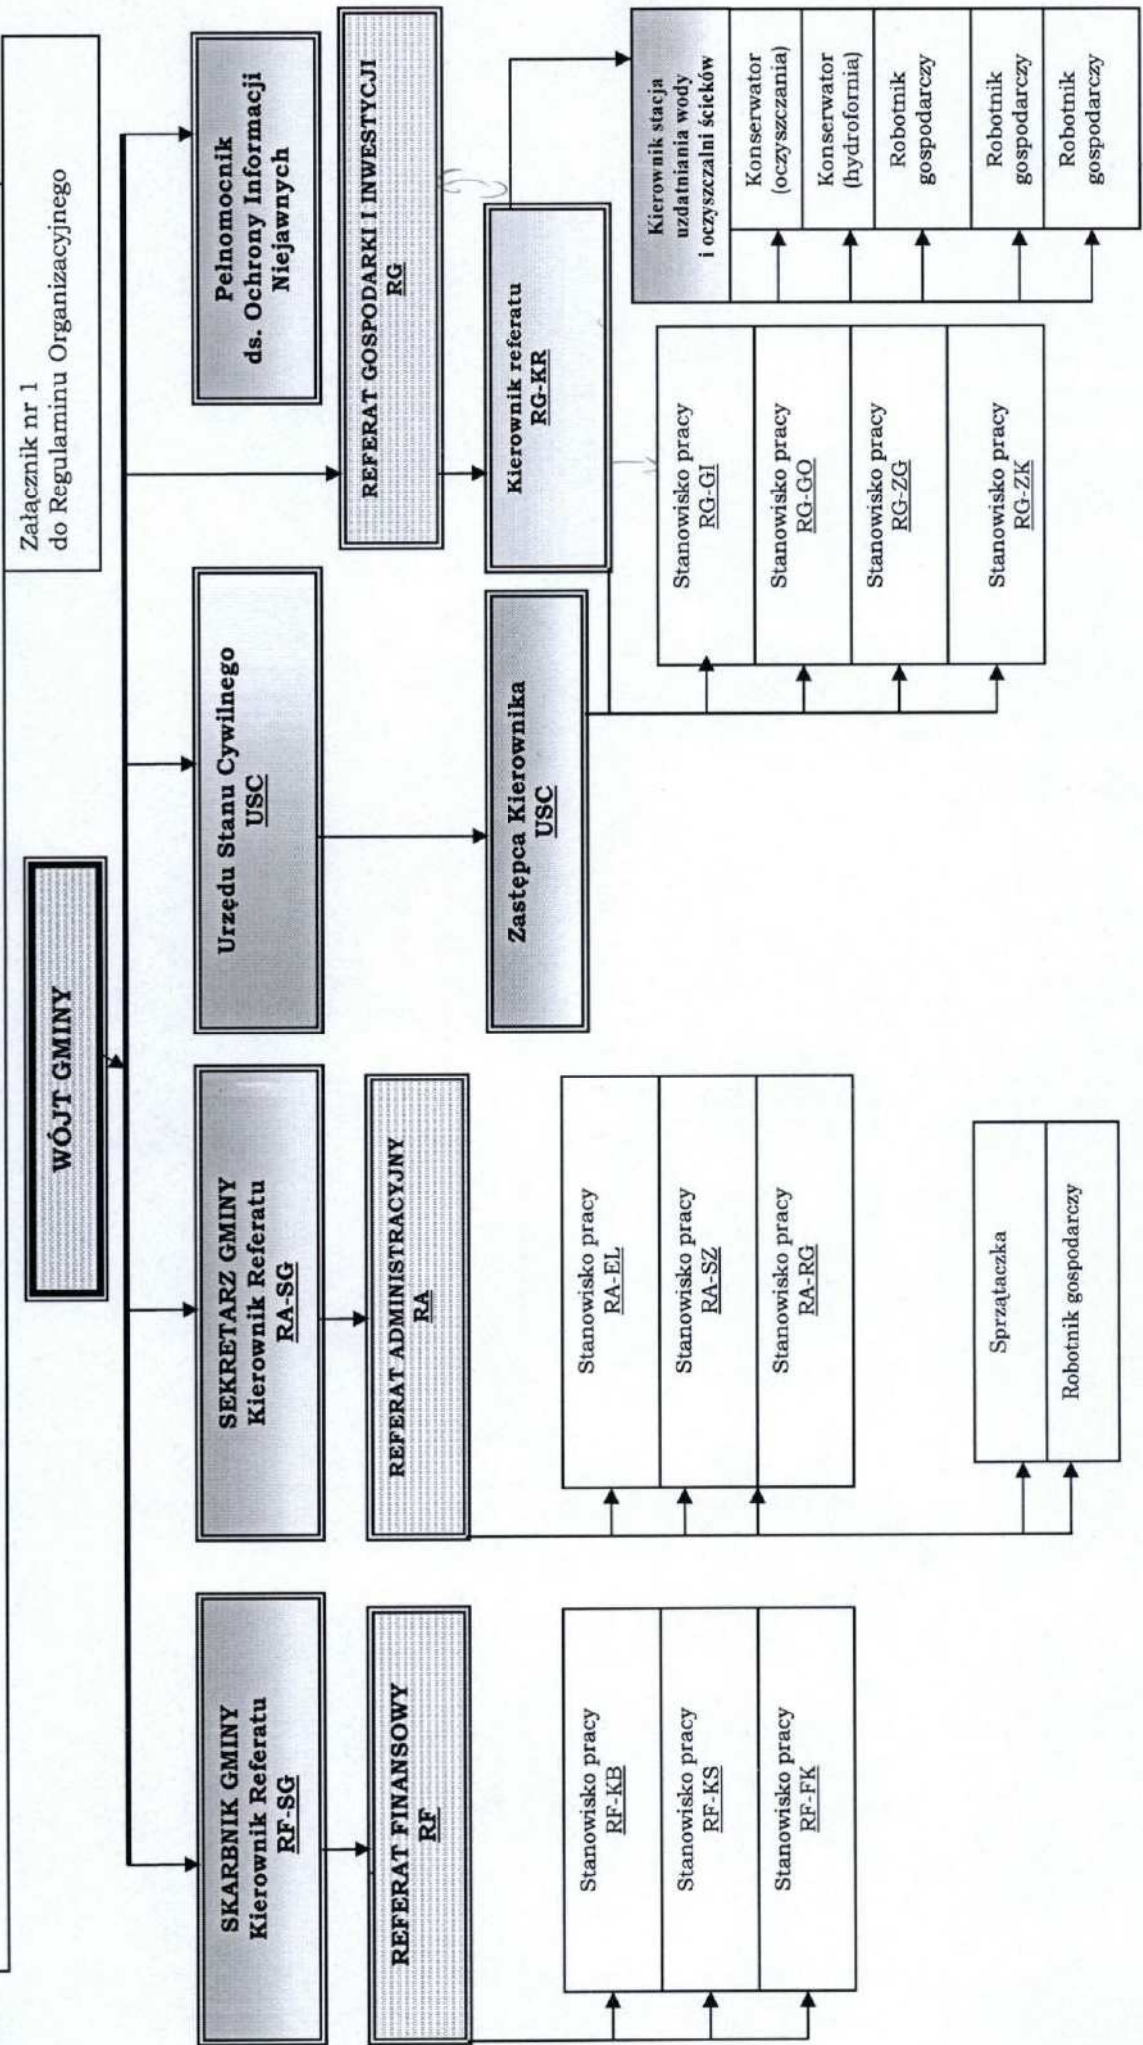 Załącznik nr 1
do Regulaminu Organizacyjnego
WÓJT GMINY
SKARBNIK GMINY
Kierownik Referatu
RF-SG
SEKRETARZ GMINY
Kierownik Referatu
RA-SG
Urzędu Stanu Cywilnego
USC
Pełnomocnik
ds. Ochrony Informacji
Niejawnych
REFERAT FINANSOWY
RF
REFERAT ADMINISTRACYJNY
RA
REFERAT GOSPODARKI I INWESTYCJI
RG
Zastępca Kierownika
USC
Kierownik referatu
RG-KR
Stanowisko pracy
RF-KB
Stanowisko pracy
RF-KS
Stanowisko pracy
RF-FK
Stanowisko pracy
RA-EL
Stanowisko pracy
RA-SZ
Stanowisko pracy
RA-RG
Sprzątaczka
Robotnik gospodarczy
Stanowisko pracy
RG-GI
Stanowisko pracy
RG-GO
Stanowisko pracy
RG-ZG
Stanowisko pracy
RG-ZK
Kierownik stacja
uzdatniania wody
i oczyszczalni ścieków
Konserwator
(oczyszczania)
Konserwator
(hydrofornia)
Robotnik
gospodarczy
Robotnik
gospodarczy
Robotnik
gospodarczy